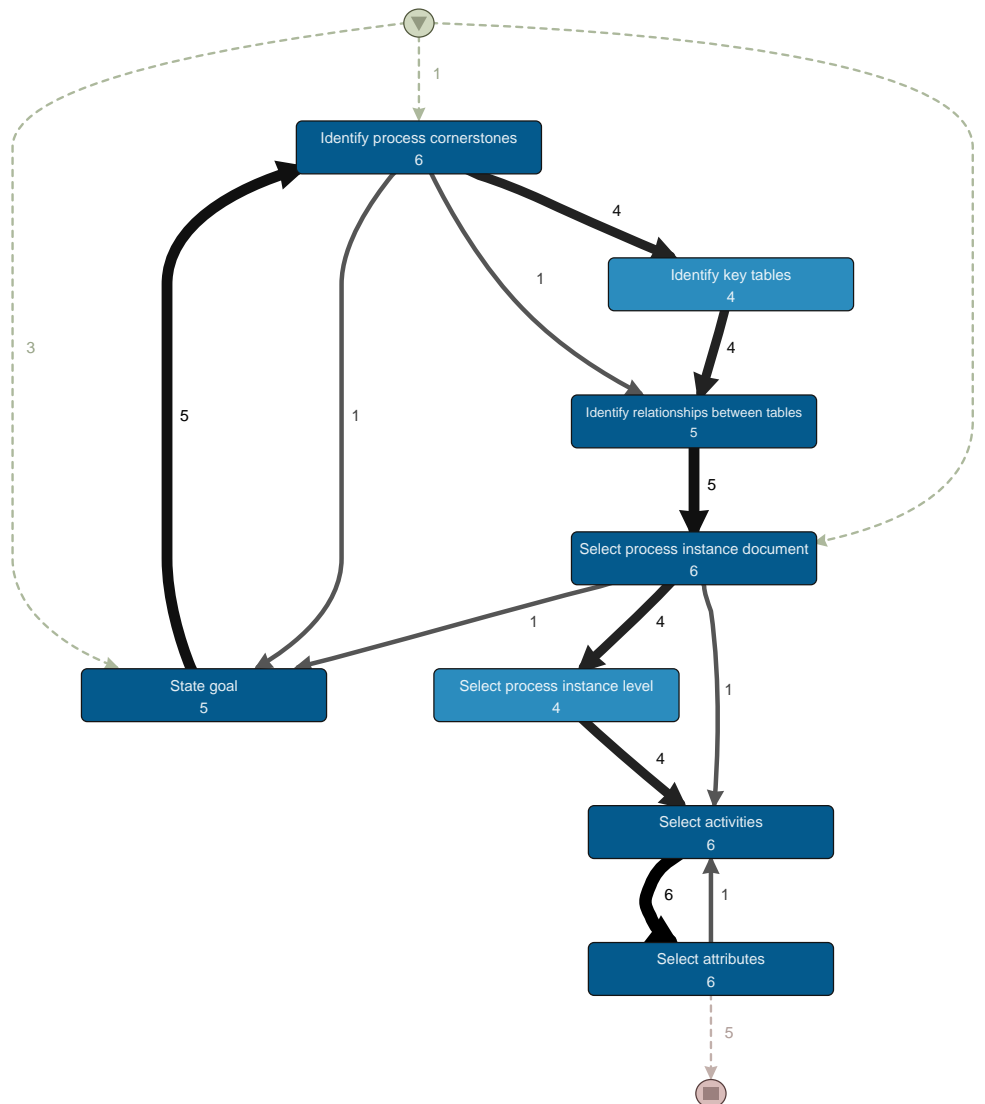 1
Identify process cornerstones
6
4
Identify key tables
4
1
3
4
5
1
Identify relationships between tables
5
5
Select process instance document
6
1
4
State goal
5
Select process instance level
4
1
4
Select activities
6
6
1
Select attributes
6
5